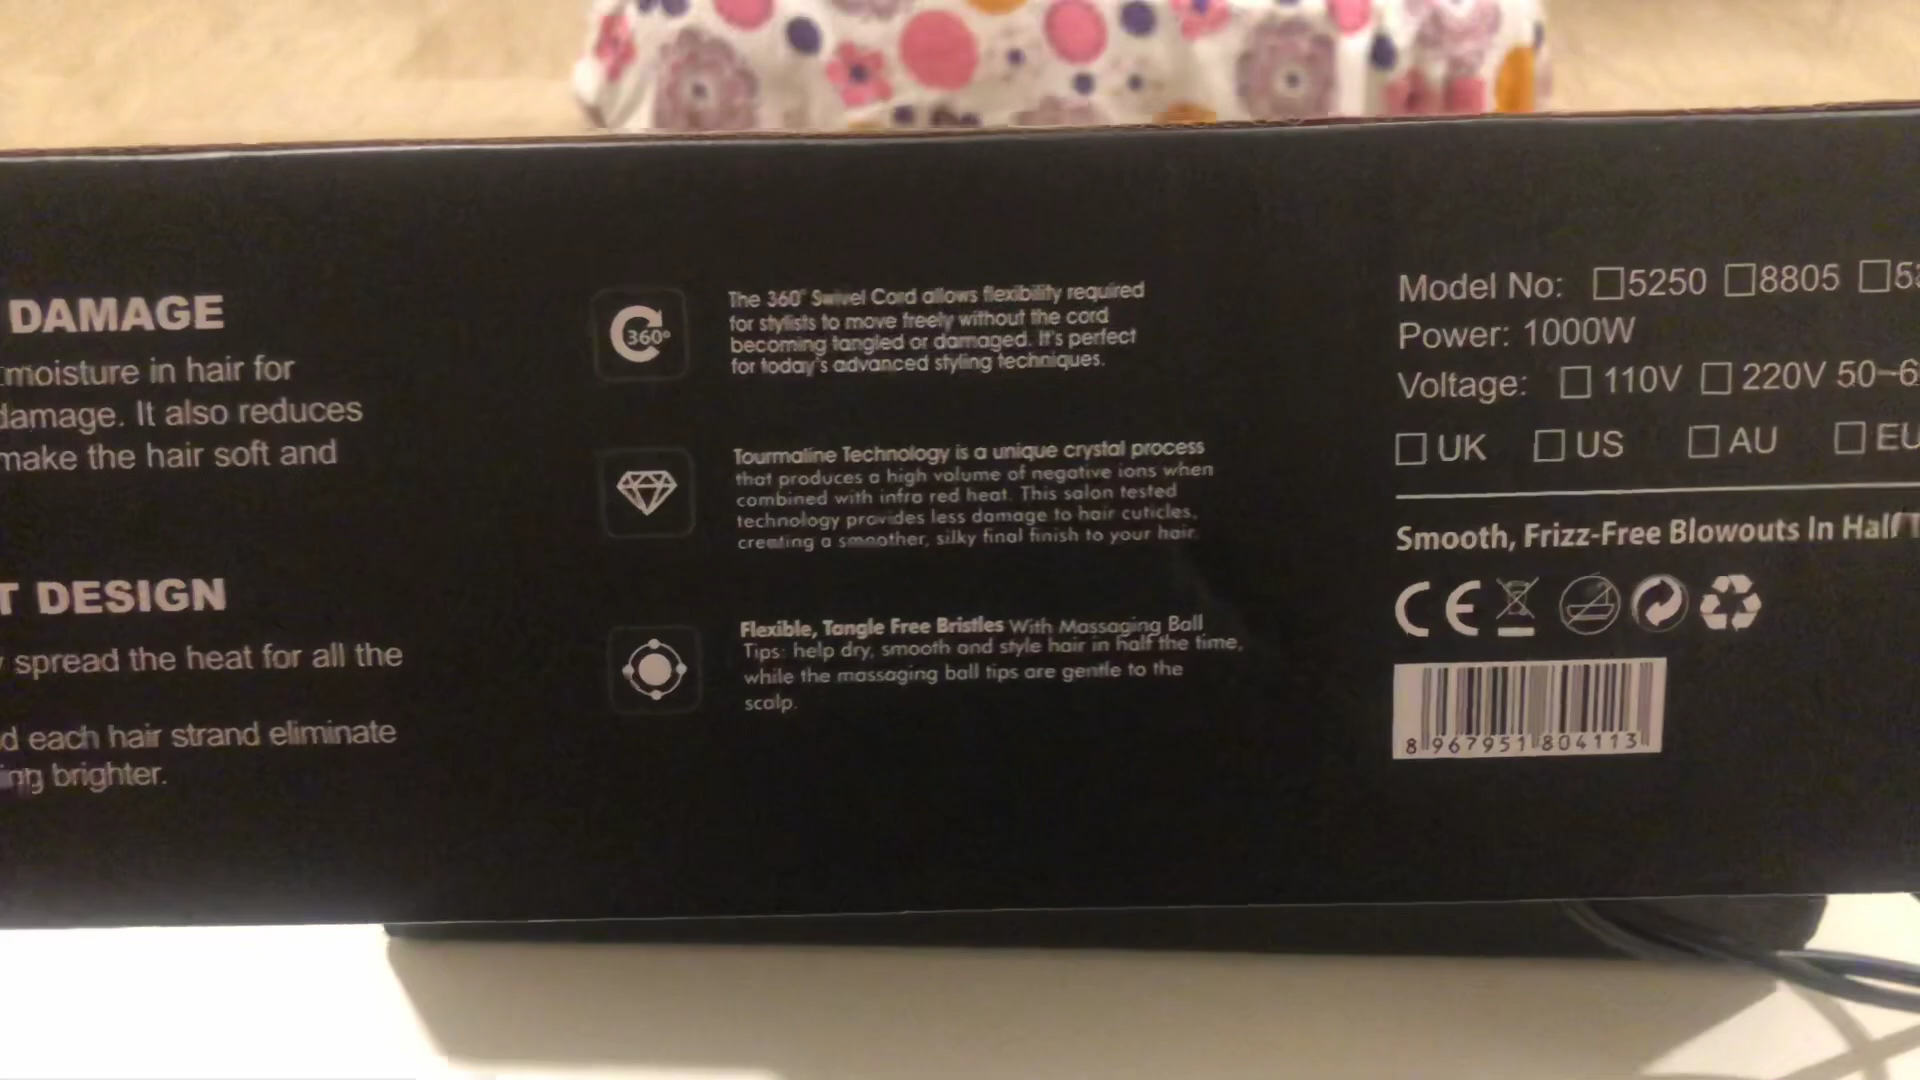 DAMAGE
moisture in hair for
damage. It also reduces
make the hair soft and
T DESIGN
spread the heat for all the
each hair strand eliminate
brighter.
360°
The 360° Swivel Cord allows flexibility required
for stylists to move freely without the cord
becoming tangled or damaged. It's perfect
for today's advanced styling techniques.
Tourmaline Technology is a unique crystal process
that produces a high volume of negative ions when
combined with infra red heat. This salon tested
technology provides less damage to hair cuticles,
creating a smoother, silky final finish to your hair.
Flexible, Tangle Free Bristles With Massaging Ball
Tips: help dry, smooth and style hair in half the time,
while the massaging ball tips are gentle to the
scalp.
Model No: □5250 □8805 □53
Power: 1000W
Voltage: □ 110V □ 220V 50-6
□ UK □ US □ AU □ EU
Smooth, Frizz-Free Blowouts In Half T
CE
8 967951 804113